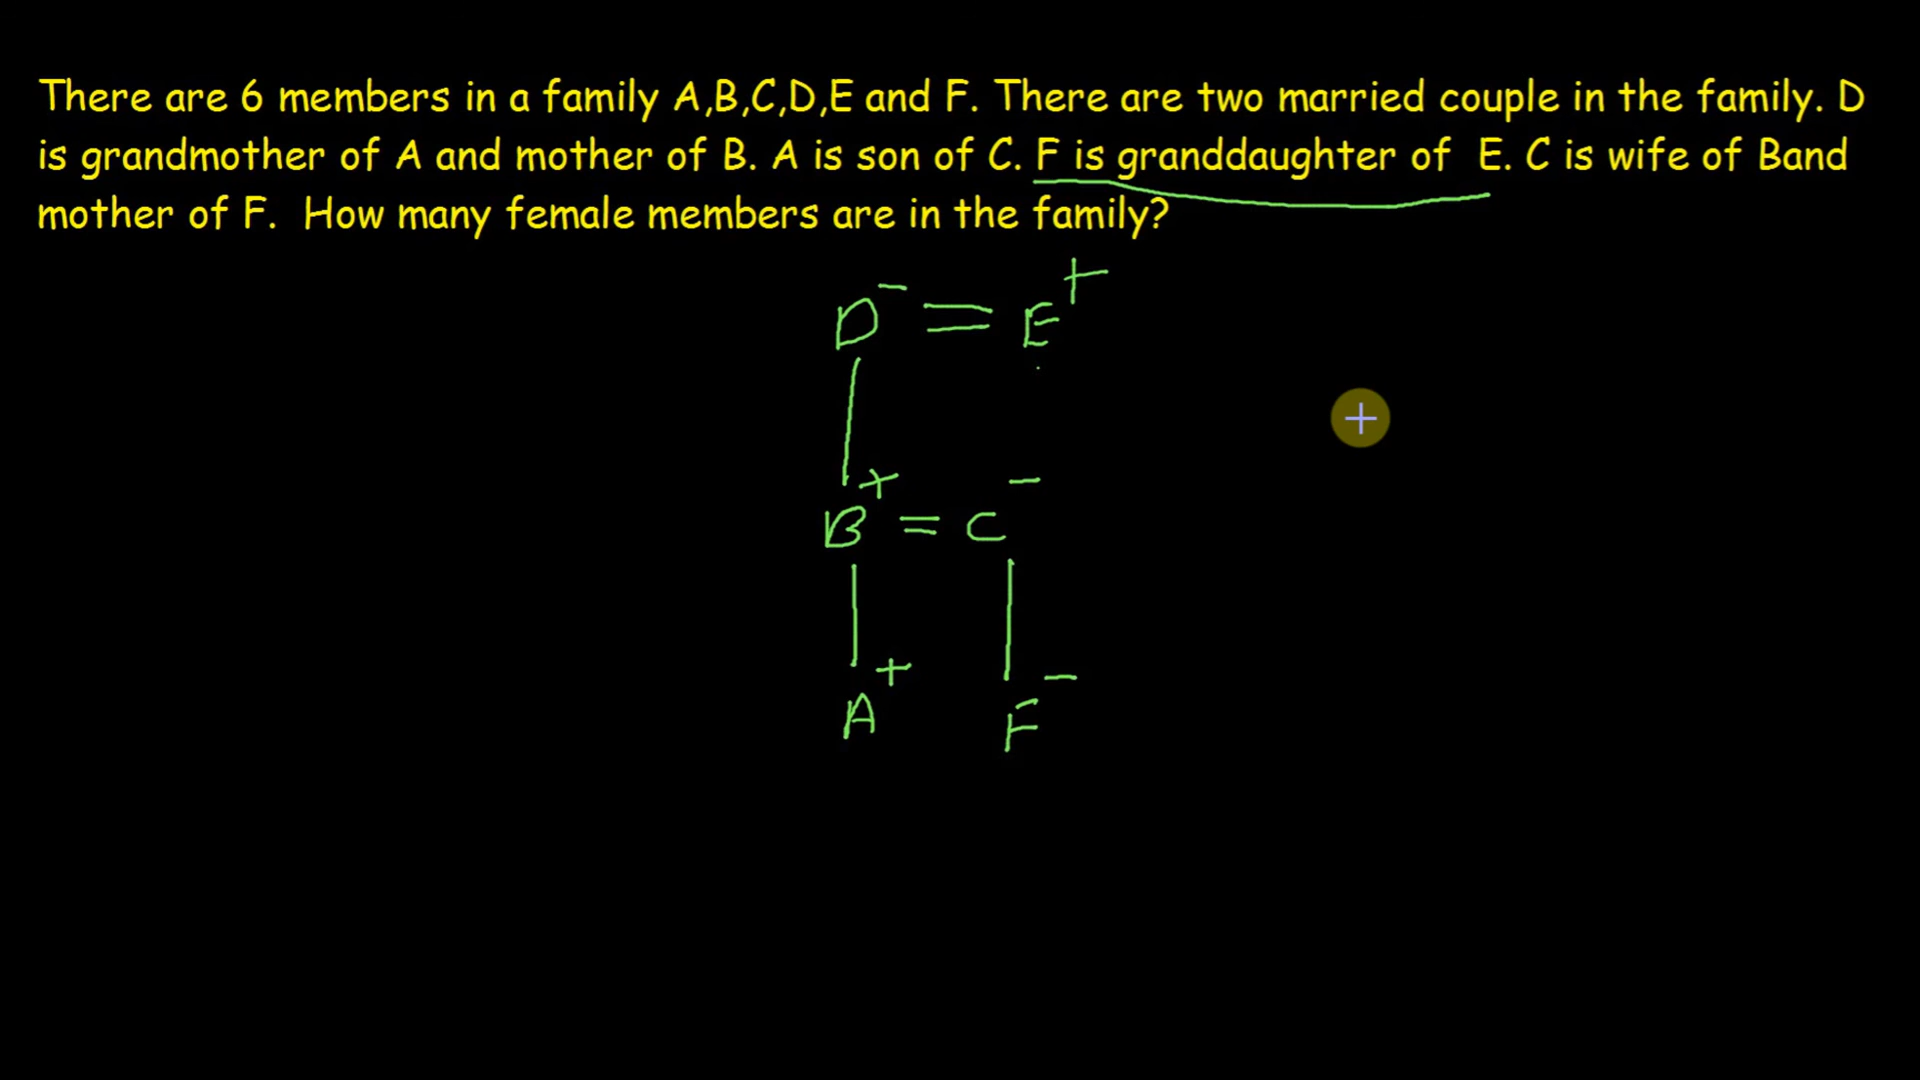 There are 6 members in a family A,B,C,D,E and F. There are two married couple in the family. D
is grandmother of A and mother of B. A is son of C. F is granddaughter of E. C is wife of Band
mother of F. How many female members are in the family?
D⁻ = E⁺
B⁺ = C⁻
A⁺ F⁻